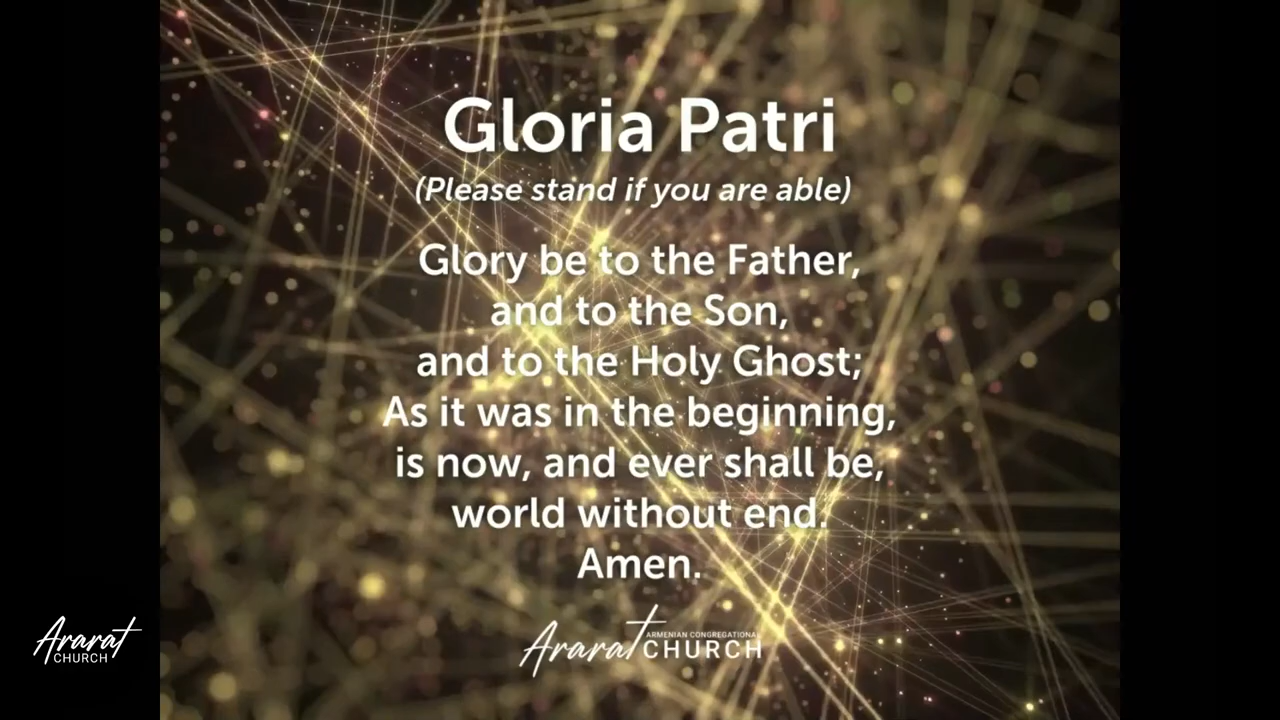 Gloria Patri
(Please stand if you are able)
Glory be to the Father,
and to the Son,
and to the Holy Ghost;
As it was in the beginning,
is now, and ever shall be,
world without end.
Amen.
Ararat
ARMENIAN CONGREGATIONAL
CHURCH
Ararat
CHURCH